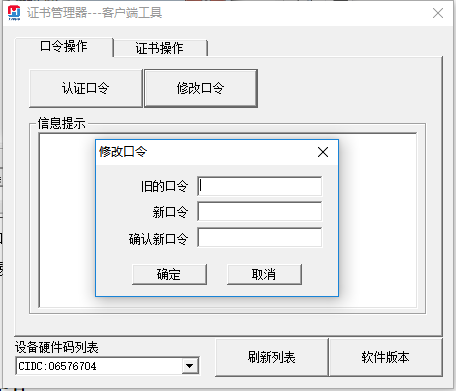 证书管理器---客户端工具
口令操作
证书操作
认证口令
修改口令
信息提示
修改口令
旧的口令
新口令
确认新口令
确定
取消
设备硬件码列表
CIDC:06576704
刷新列表
软件版本